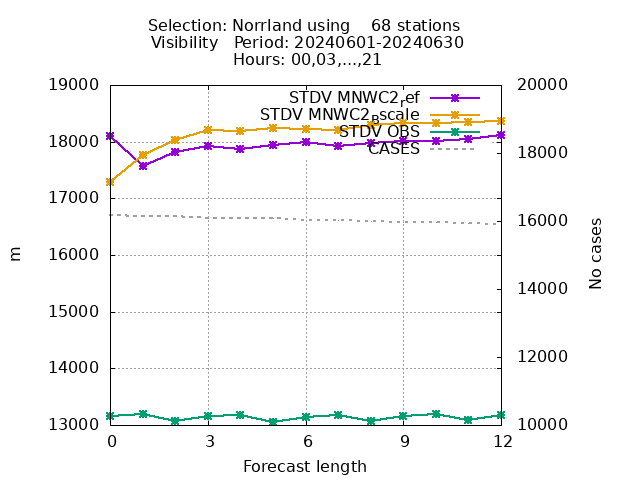 Selection: Norrland using    68 stations
Visibility   Period: 20240601-20240630
Hours: 00,03,...,21
19000
18000
17000
16000
15000
14000
13000
20000
18000
16000
14000
12000
10000
STDV MNWC2ref
STDV MNWC2Bscale
STDV OBS
CASES
m
No cases
0
3
6
9
12
Forecast length